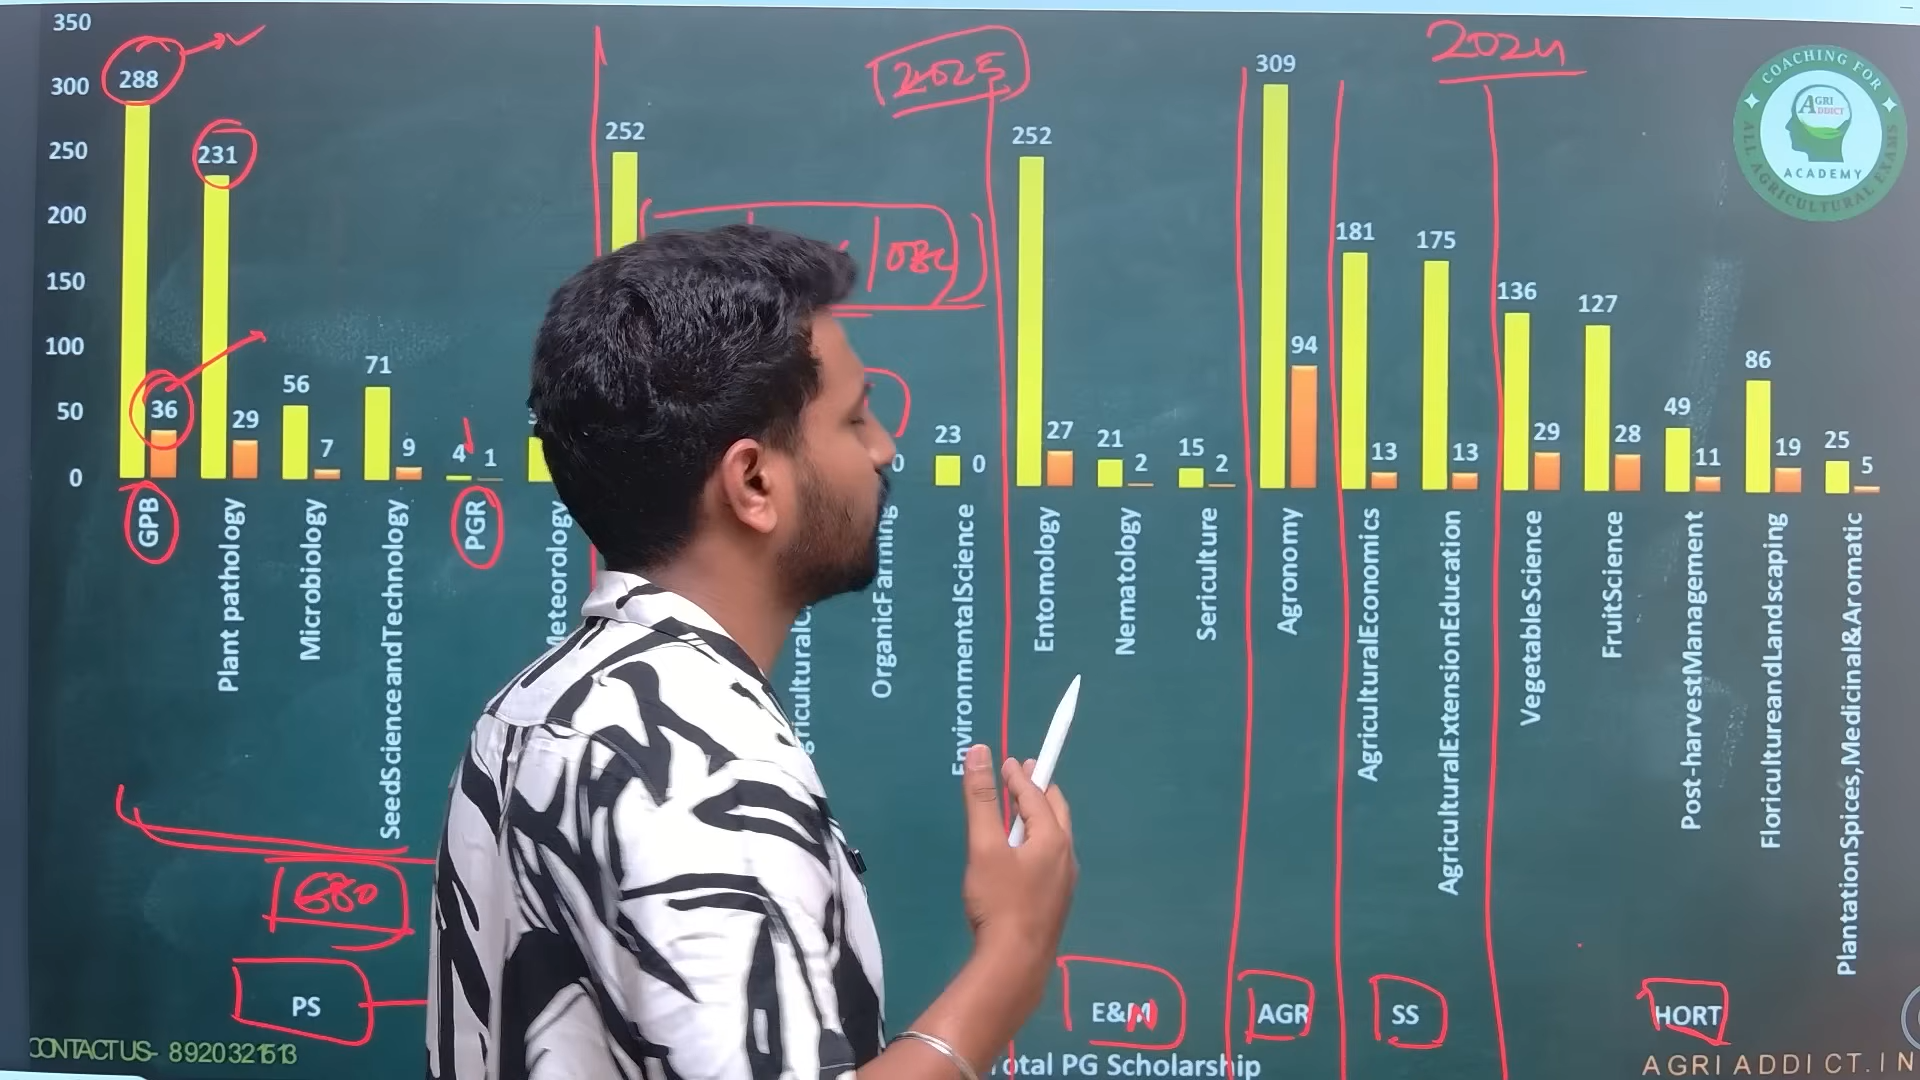 350
300
250
200
150
100
50
0
288
36
231
29
56
7
71
9
4
1
252
0
23
0
252
27
21
2
15
2
309
94
181
13
175
13
136
29
127
28
49
11
86
19
25
5
2025
2024
COACHING FOR
ALL AGRICULTURAL EXAMS
AGRI
ADDICT
ACADEMY
GPB
Plant pathology
Microbiology
SeedScienceandTechnology
PGR
Meteorology
OrganicFarming
EnvironmentalScience
Entomology
Nematology
Sericulture
Agronomy
AgriculturalEconomics
AgriculturalExtensionEducation
VegetableScience
FruitScience
Post-harvestManagement
FloricultureandLandscaping
PlantationSpices,Medicinal&Aromatic
680
PS
E&M
N
AGR
SS
HORT
CONTACT US- 8920321513
Total PG Scholarship
AGRIADDICT.IN